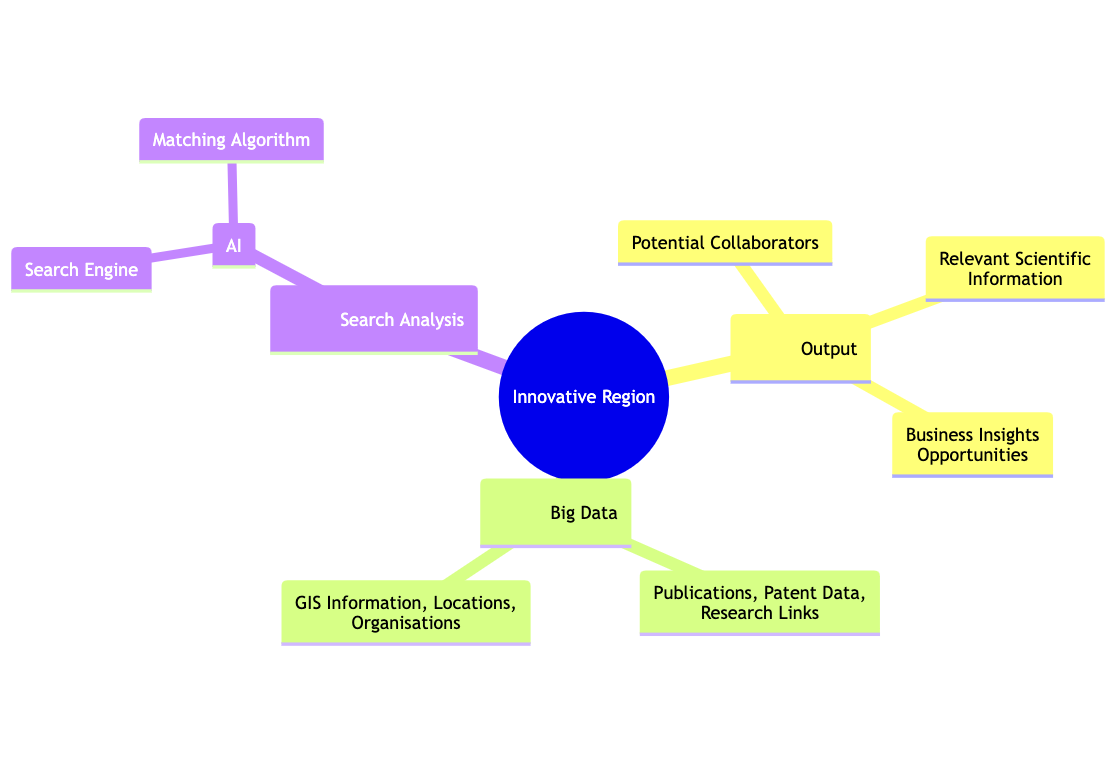 Matching Algorithm
AI
Search Engine
Search Analysis
Potential Collaborators
Relevant Scientific
Information
Output
Business Insights
Opportunities
Innovative Region
Big Data
GIS Information, Locations,
Organisations
Publications, Patent Data,
Research Links